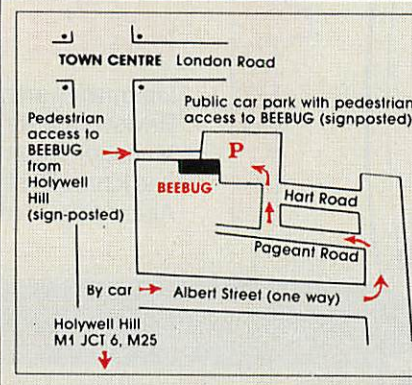 TOWN CENTRE London Road
Public car park with pedestrian
access to BEEBUG (signposted)
Pedestrian
access to
BEEBUG
from
Holywell
Hill
(sign-posted)
P
BEEBUG
Hart Road
Pageant Road
By car
Albert Street (one way)
Holywell Hill
M1 JCT 6, M25